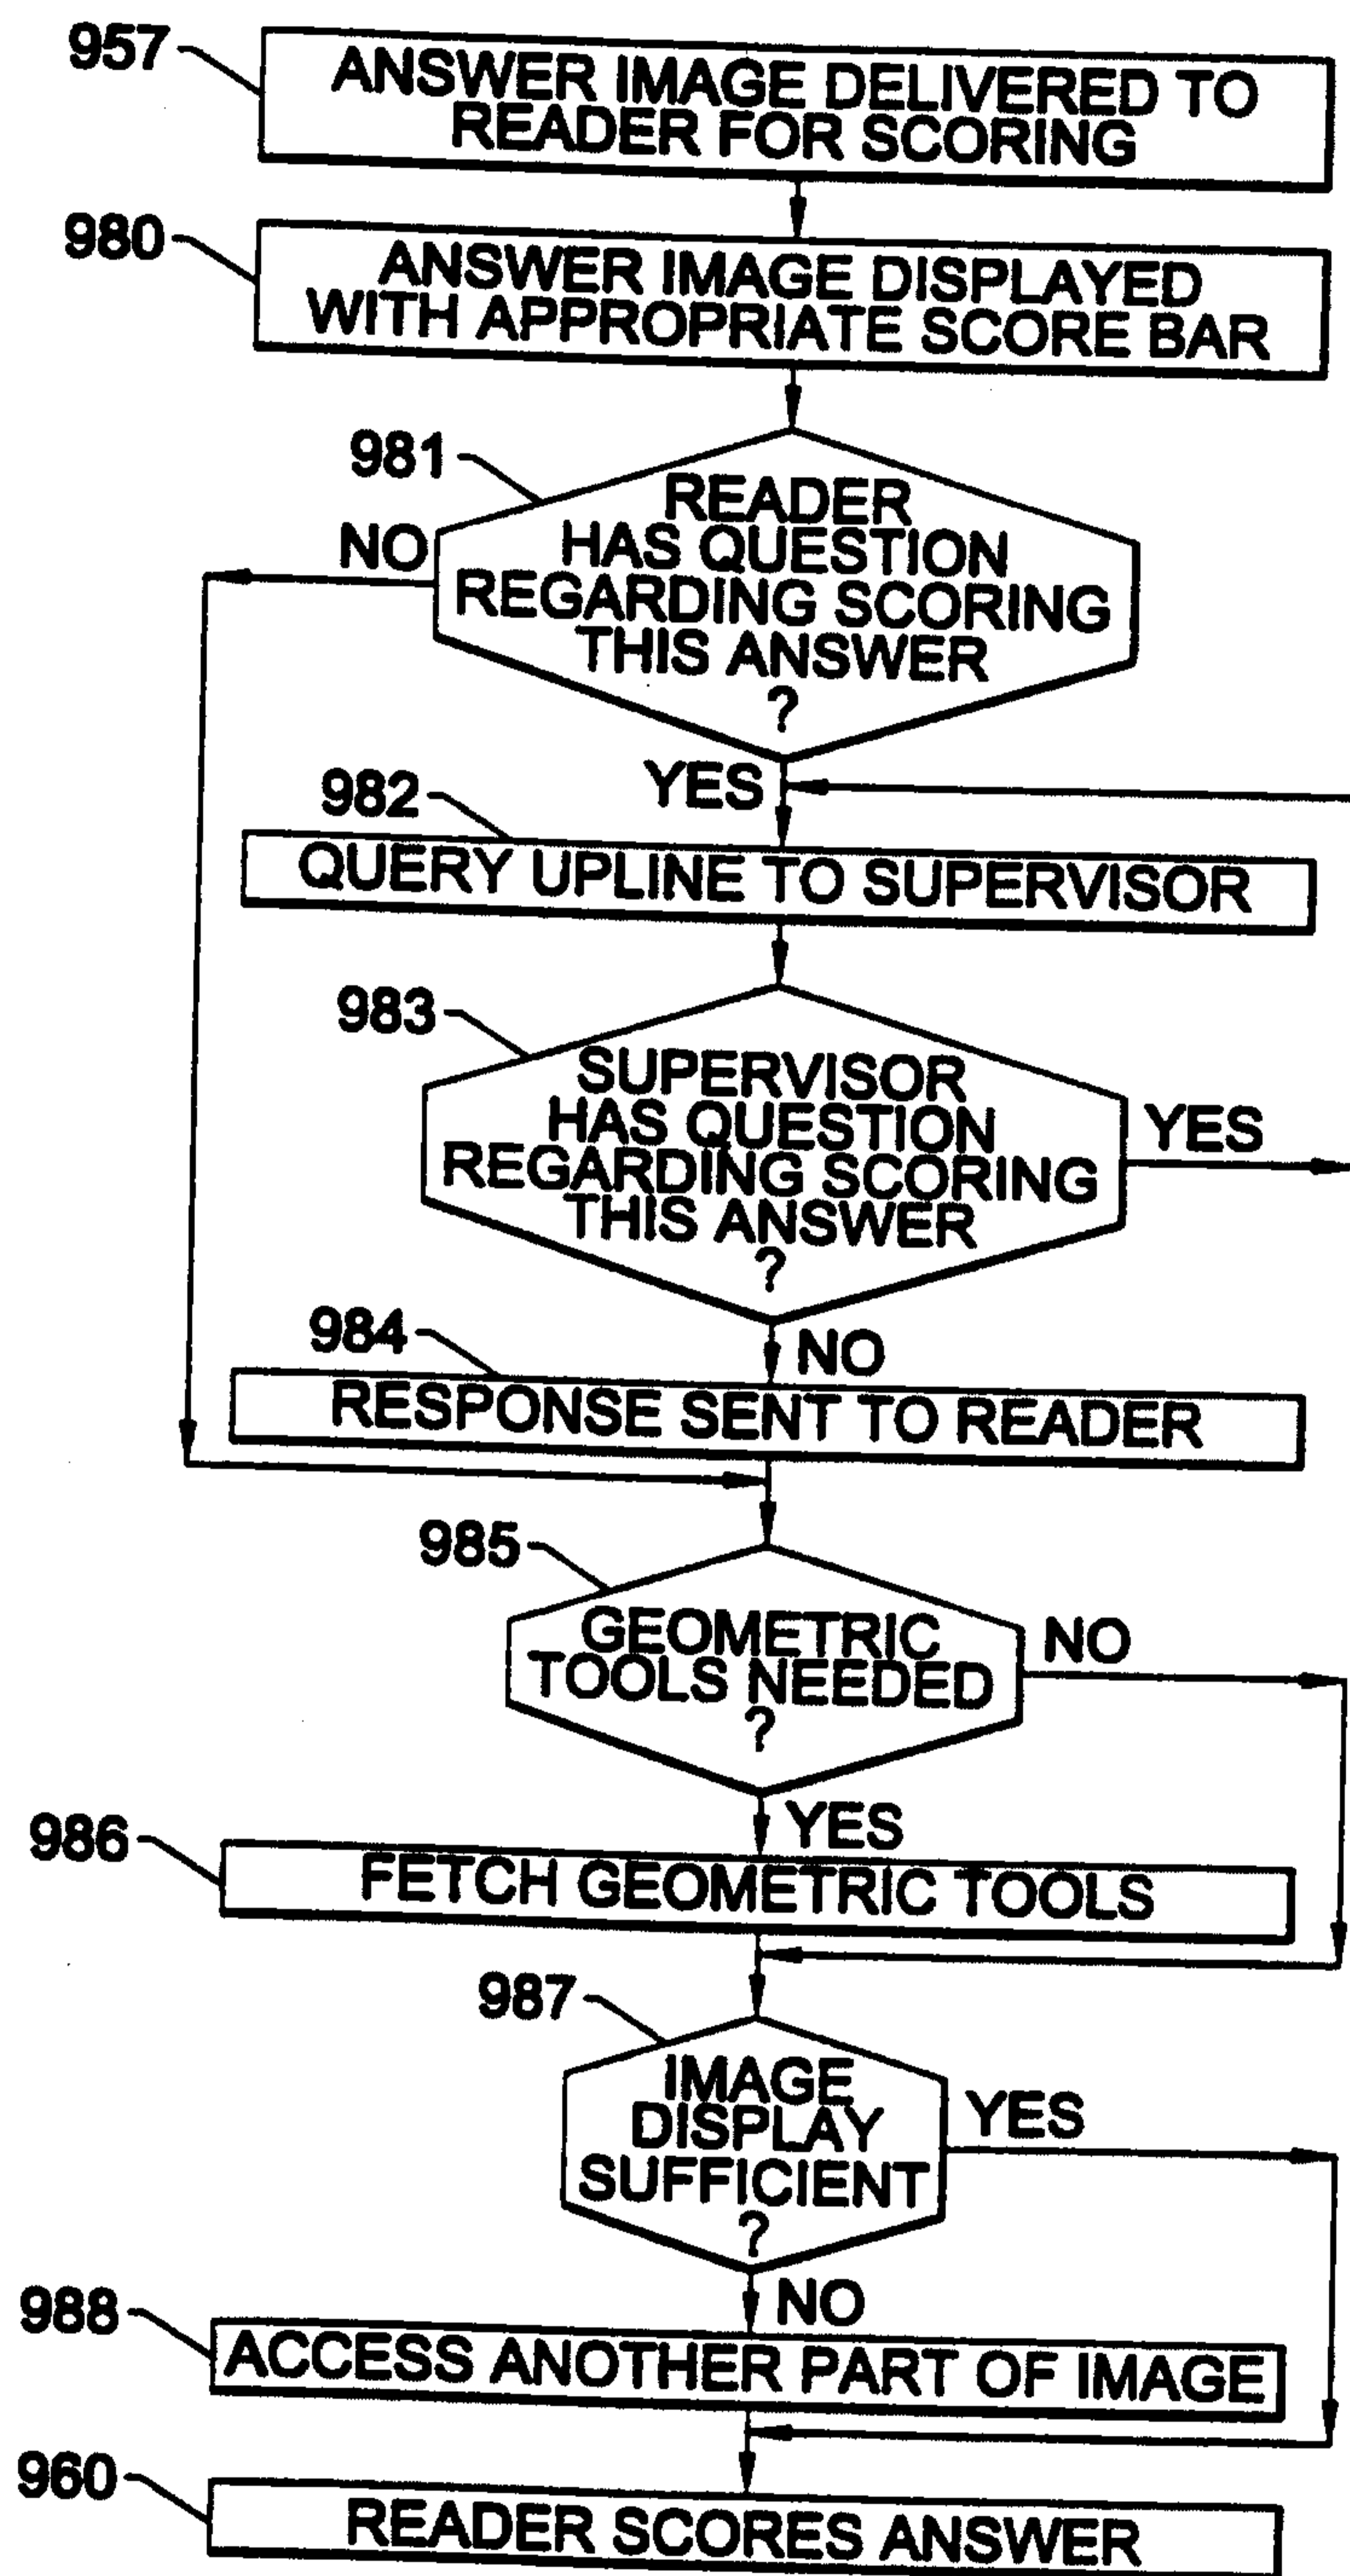 957
ANSWER IMAGE DELIVERED TO
READER FOR SCORING
980
ANSWER IMAGE DISPLAYED
WITH APPROPRIATE SCORE BAR
981
READER
HAS QUESTION
REGARDING SCORING
THIS ANSWER
?
NO
YES
982
QUERY UPLINE TO SUPERVISOR
983
SUPERVISOR
HAS QUESTION
REGARDING SCORING
THIS ANSWER
?
YES
NO
984
RESPONSE SENT TO READER
985
GEOMETRIC
TOOLS NEEDED
?
NO
YES
986
FETCH GEOMETRIC TOOLS
987
IMAGE
DISPLAY
SUFFICIENT
?
YES
NO
988
ACCESS ANOTHER PART OF IMAGE
960
READER SCORES ANSWER